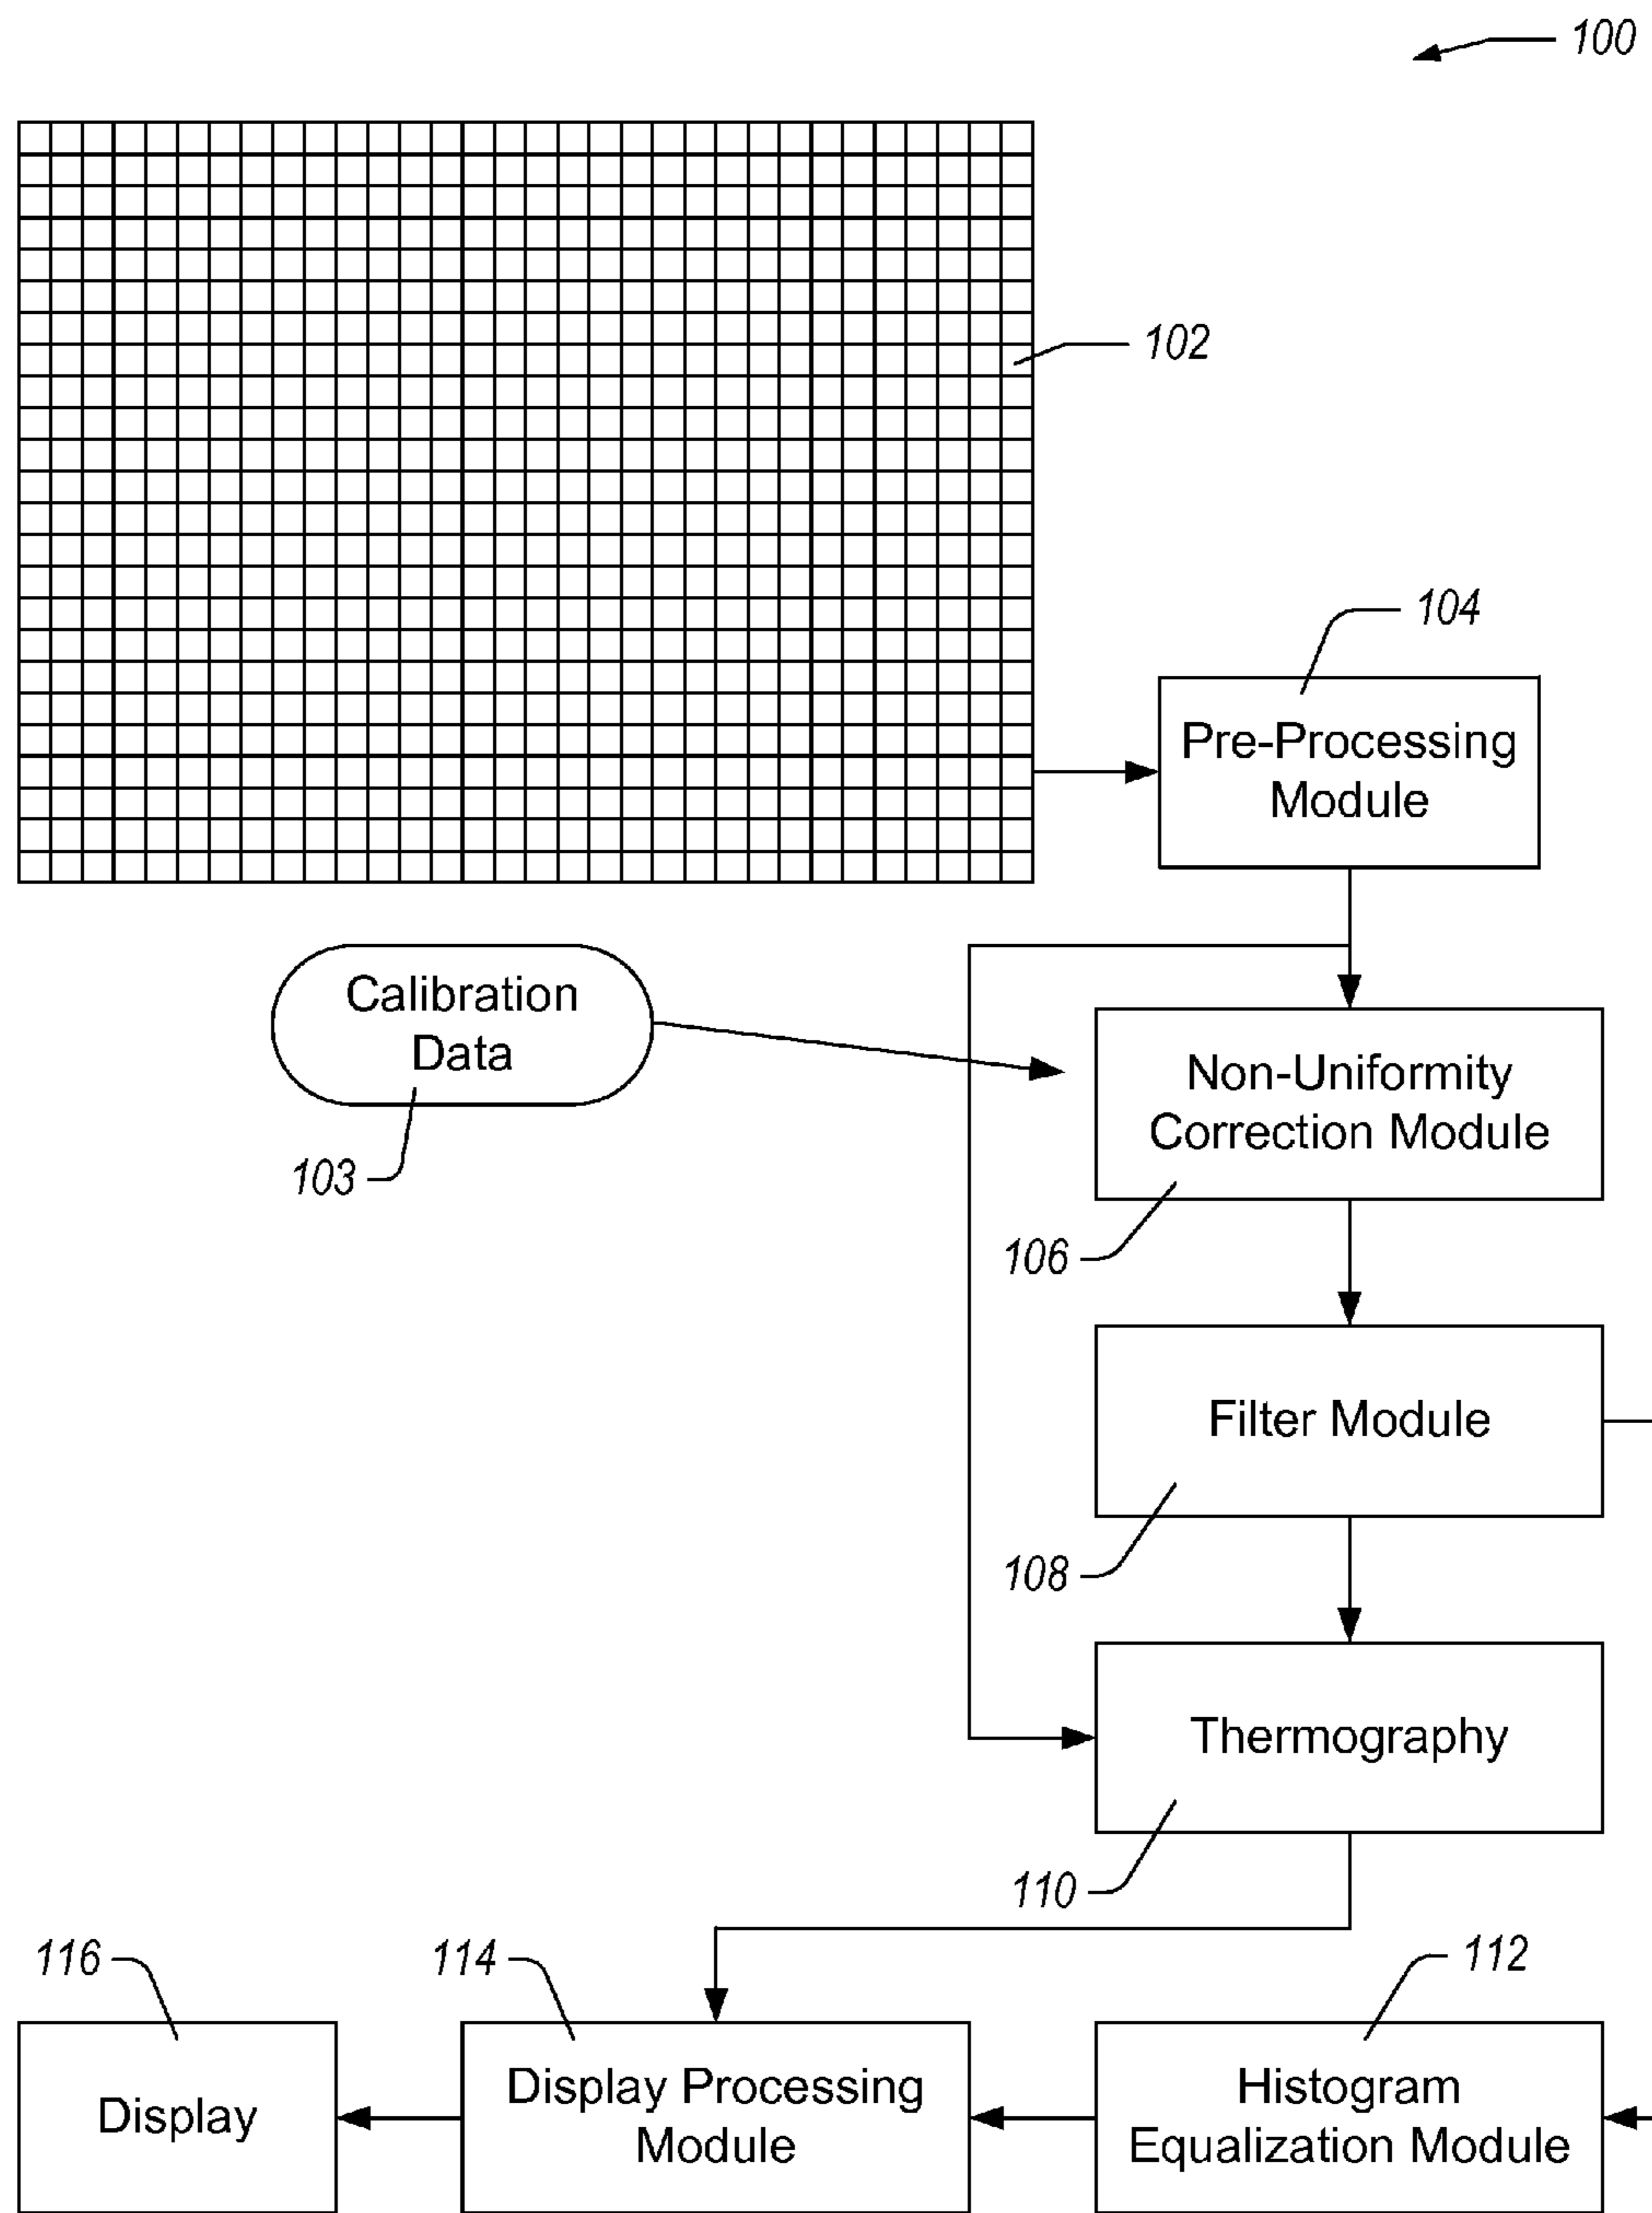 100
102
104
Pre-Processing
Module
Calibration
Data
103
Non-Uniformity
Correction Module
106
Filter Module
108
Thermography
110
116
114
112
Display
Display Processing
Module
Histogram
Equalization Module